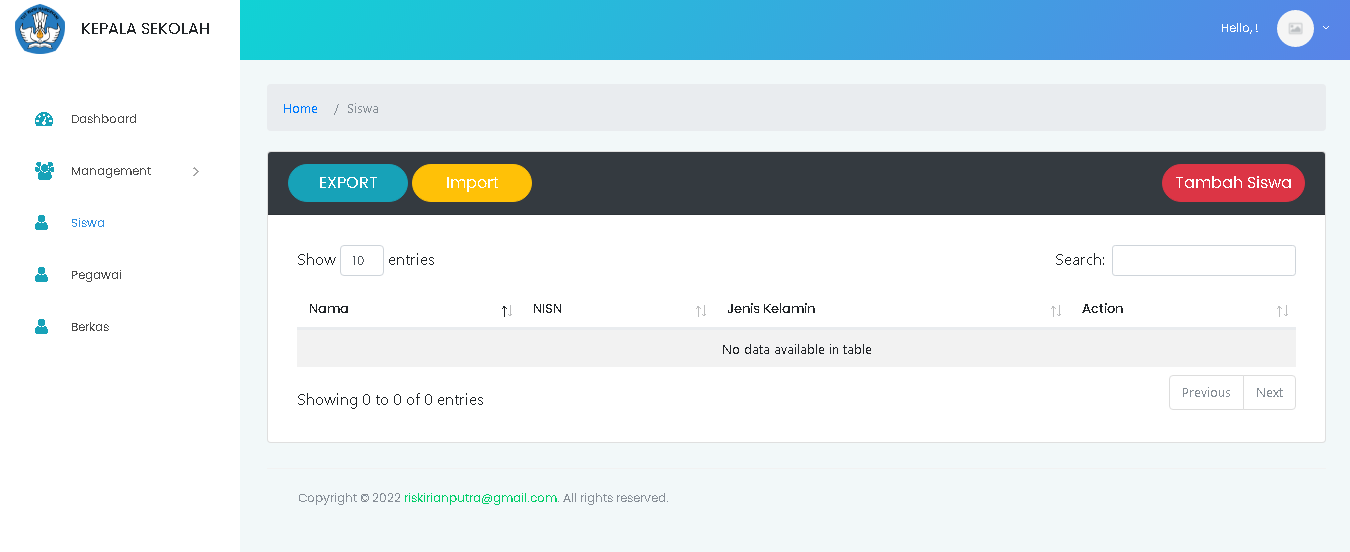 KEPALA SEKOLAH
Hello, !
Dashboard
Management
Siswa
Pegawai
Berkas
Home / Siswa
EXPORT Import Tambah Siswa
Show 10 entries Search:
Nama NISN Jenis Kelamin Action
No data available in table
Showing 0 to 0 of 0 entries Previous Next
Copyright © 2022 riskirianputra@gmail.com. All rights reserved.